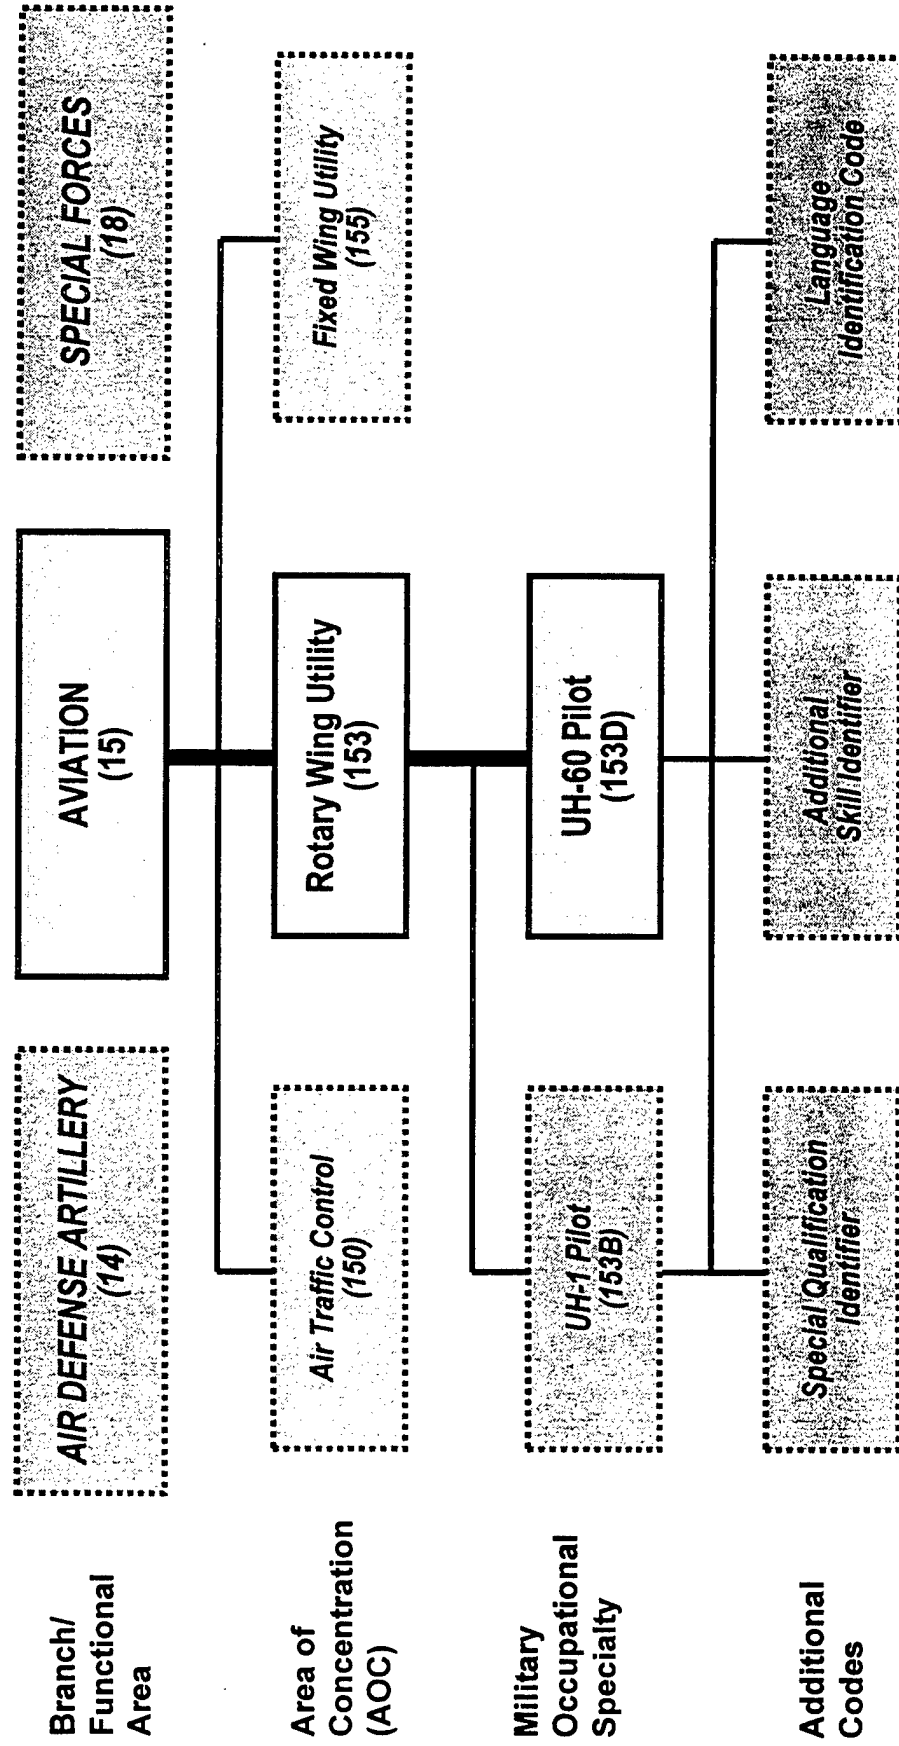 Branch/
Functional
Area
AIR DEFENSE ARTILLERY
(14)
AVIATION
(15)
SPECIAL FORCES
(18)
Area of
Concentration
(AOC)
Air Traffic Control
(150)
Rotary Wing Utility
(153)
Fixed Wing Utility
(155)
Military
Occupational
Specialty
UH-1 Pilot
(153B)
UH-60 Pilot
(153D)
Additional
Codes
Special Qualification
Identifier
Additional
Skill Identifier
Language
Identification Code